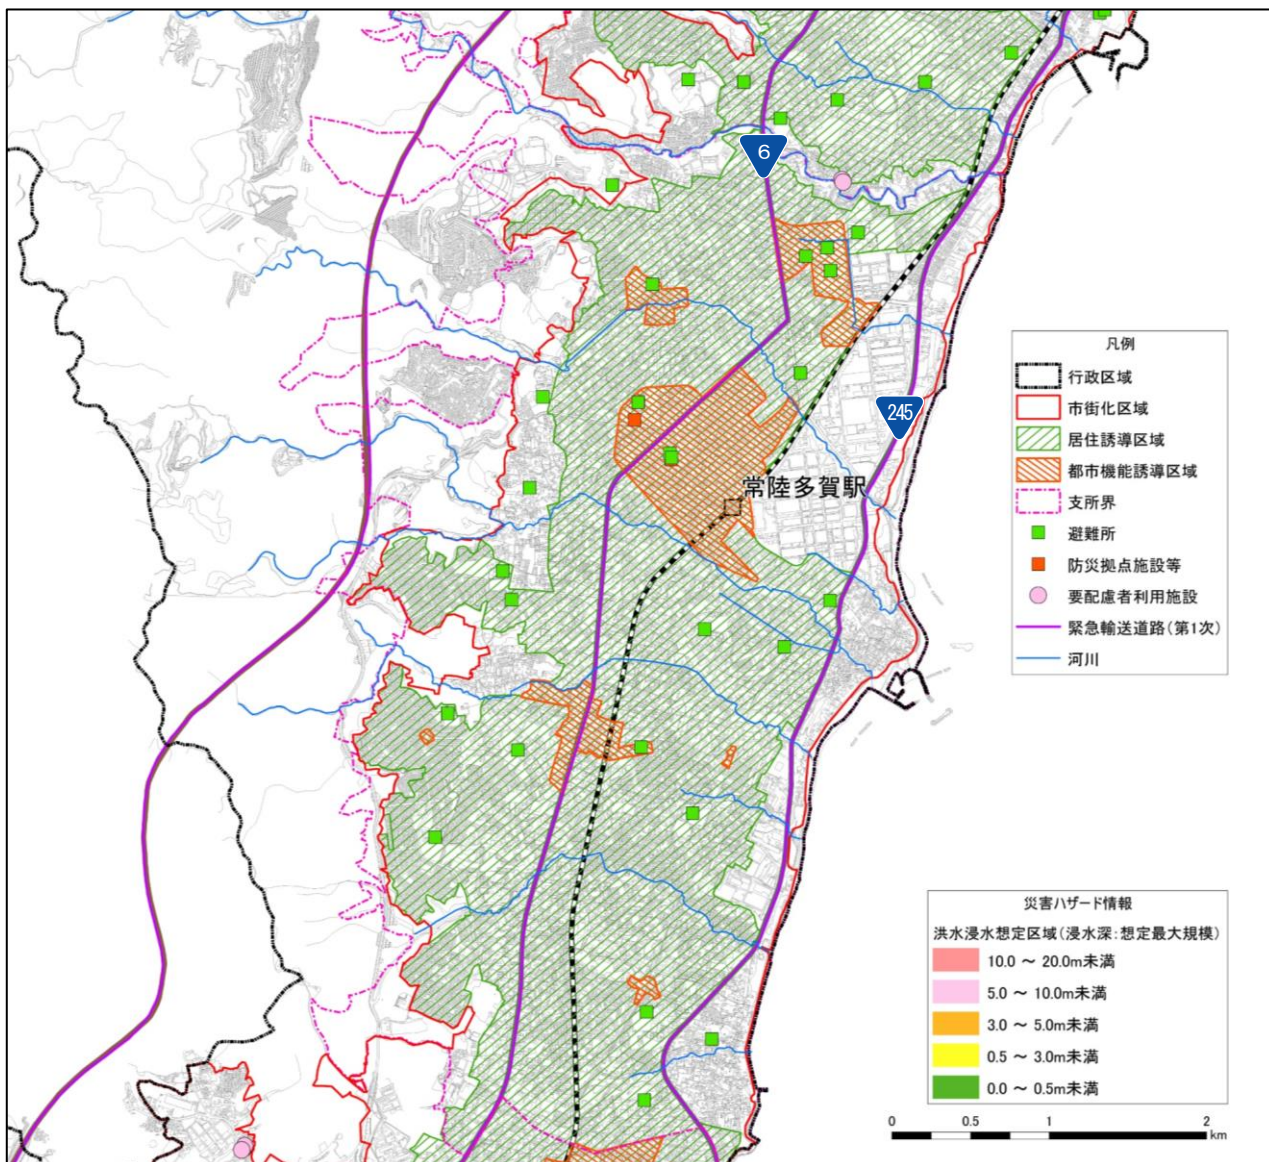 6
245
常陸多賀駅
凡例
行政区域
市街化区域
居住誘導区域
都市機能誘導区域
支所界
避難所
防災拠点施設等
要配慮者利用施設
緊急輸送道路(第1次)
河川
災害ハザード情報
洪水浸水想定区域(浸水深:想定最大規模)
10.0 ~ 20.0m未満
5.0 ~ 10.0m未満
3.0 ~ 5.0m未満
0.5 ~ 3.0m未満
0.0 ~ 0.5m未満
0 0.5 1 2
km